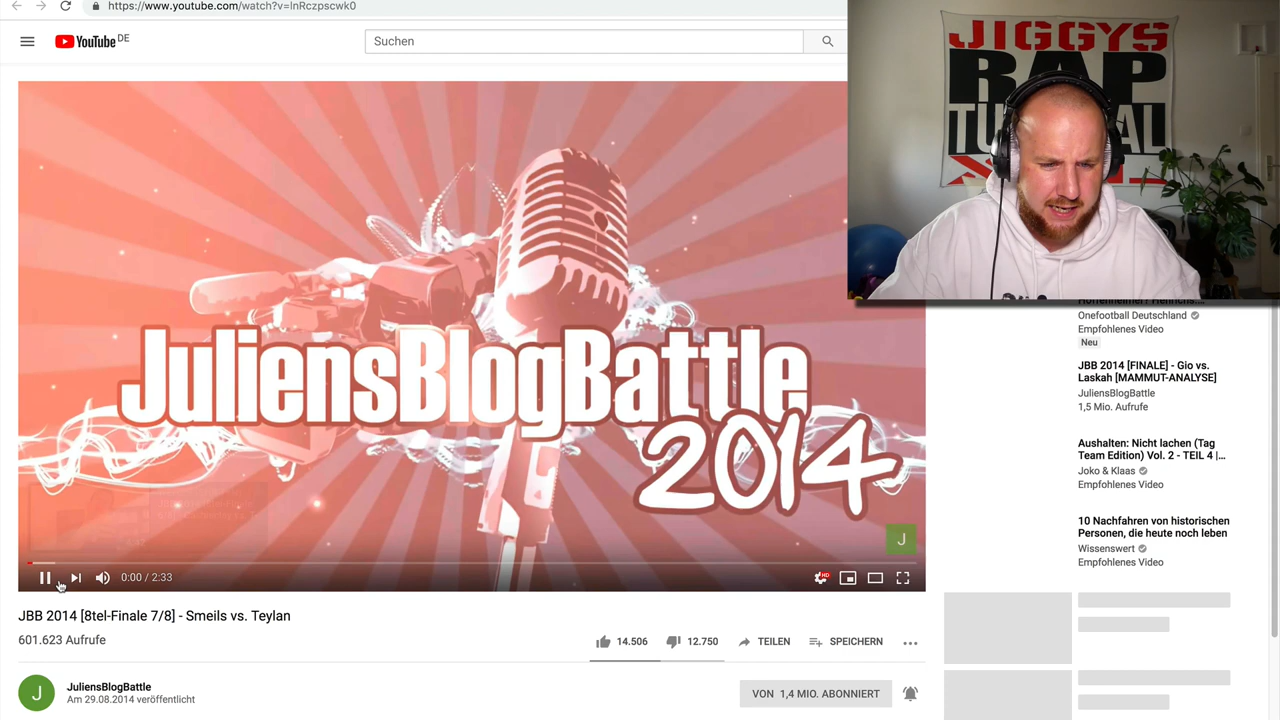 https://www.youtube.com/watch?v=lnRczpscwk0
YouTube DE
Suchen
JIGGYS
RAP
JuliensBlogBattle
2014
J
0:00 / 2:33
HD
JBB 2014 [8tel-Finale 7/8] - Smeils vs. Teylan
601.623 Aufrufe
14.506
12.750
TEILEN
SPEICHERN
J
JuliensBlogBattle
Am 29.08.2014 veröffentlicht
VON 1,4 MIO. ABONNIERT
Onefootball Deutschland
Empfohlenes Video
Neu
JBB 2014 [FINALE] - Gio vs.
Laskah [MAMMUT-ANALYSE]
JuliensBlogBattle
1,5 Mio. Aufrufe
Aushalten: Nicht lachen (Tag
Team Edition) Vol. 2 - TEIL 4 |...
Joko & Klaas
Empfohlenes Video
10 Nachfahren von historischen
Personen, die heute noch leben
Wissenswert
Empfohlenes Video